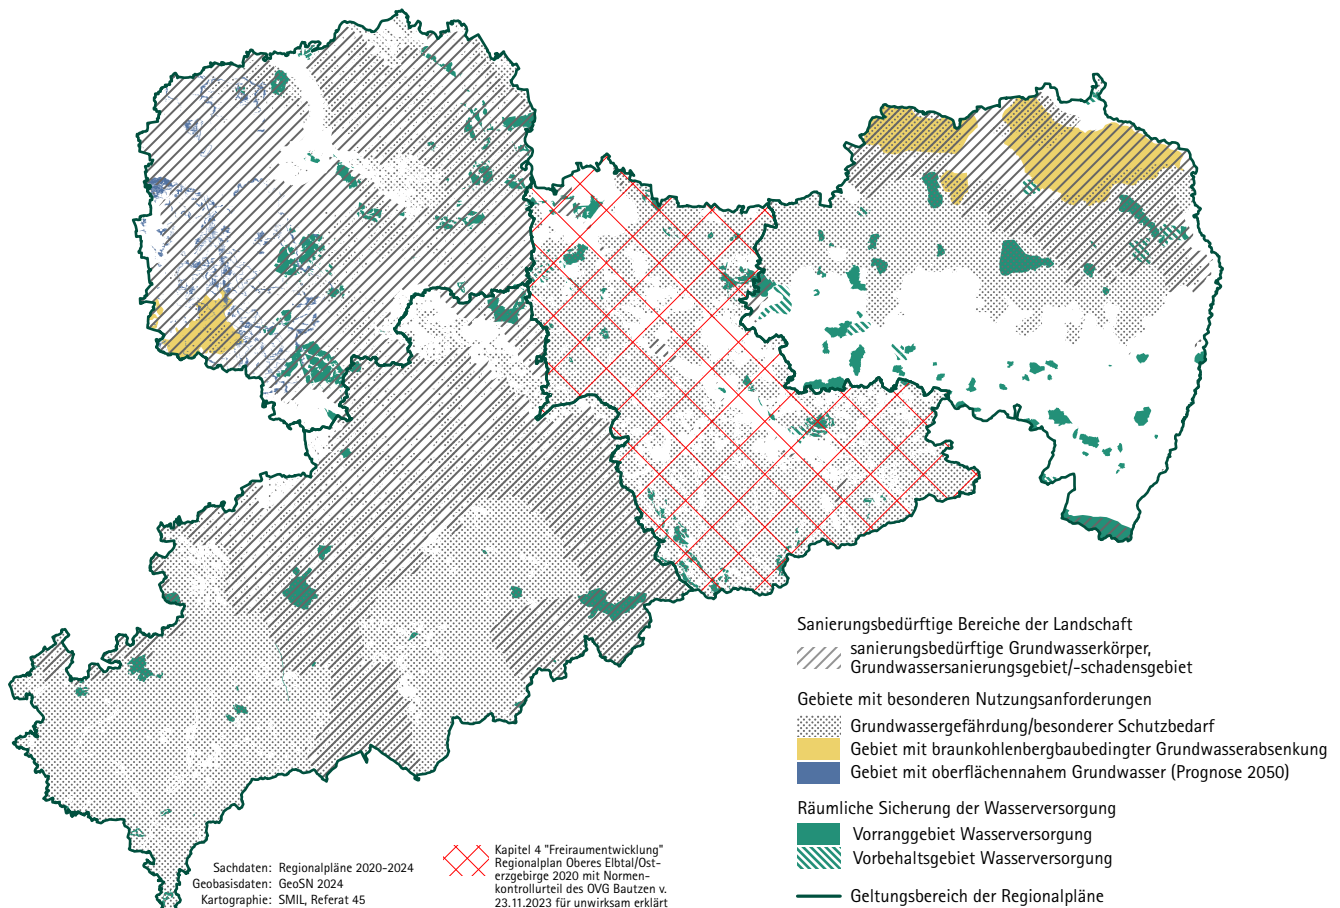 Sanierungsbedürftige Bereiche der Landschaft
sanierungsbedürftige Grundwasserkörper,
Grundwassersanierungsgebiet/-schadensgebiet
Gebiete mit besonderen Nutzungsanforderungen
Grundwassergefährdung/besonderer Schutzbedarf
Gebiet mit braunkohlenbergbaubedingter Grundwasserabsenkung
Gebiet mit oberflächennahem Grundwasser (Prognose 2050)
Räumliche Sicherung der Wasserversorgung
Vorranggebiet Wasserversorgung
Vorbehaltsgebiet Wasserversorgung
Geltungsbereich der Regionalpläne
Kapitel 4 "Freiraumentwicklung"
Regionalplan Oberes Elbtal/Ost-
erzgebirge 2020 mit Normen-
kontrollurteil des OVG Bautzen v.
23.11.2023 für unwirksam erklärt
Sachdaten: Regionalpläne 2020-2024
Geobasisdaten: GeoSN 2024
Kartographie: SMIL, Referat 45